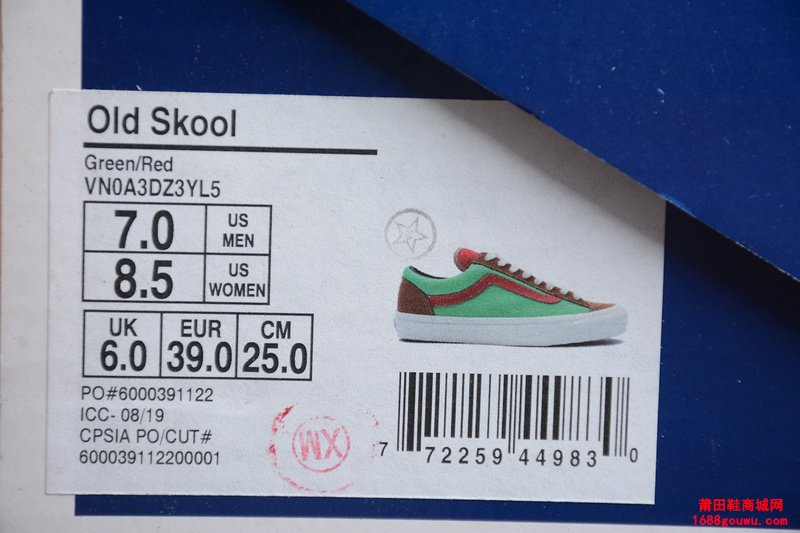 Old Skool
Green/Red
VN0A3DZ3YL5
7.0 US MEN
8.5 US WOMEN
UK EUR CM
6.0 39.0 25.0
PO#6000391122
ICC- 08/19
CPSIA PO/CUT#
600039112200001
WX
7 72259 44983 0
莆田鞋商城网
1688gouwu.com